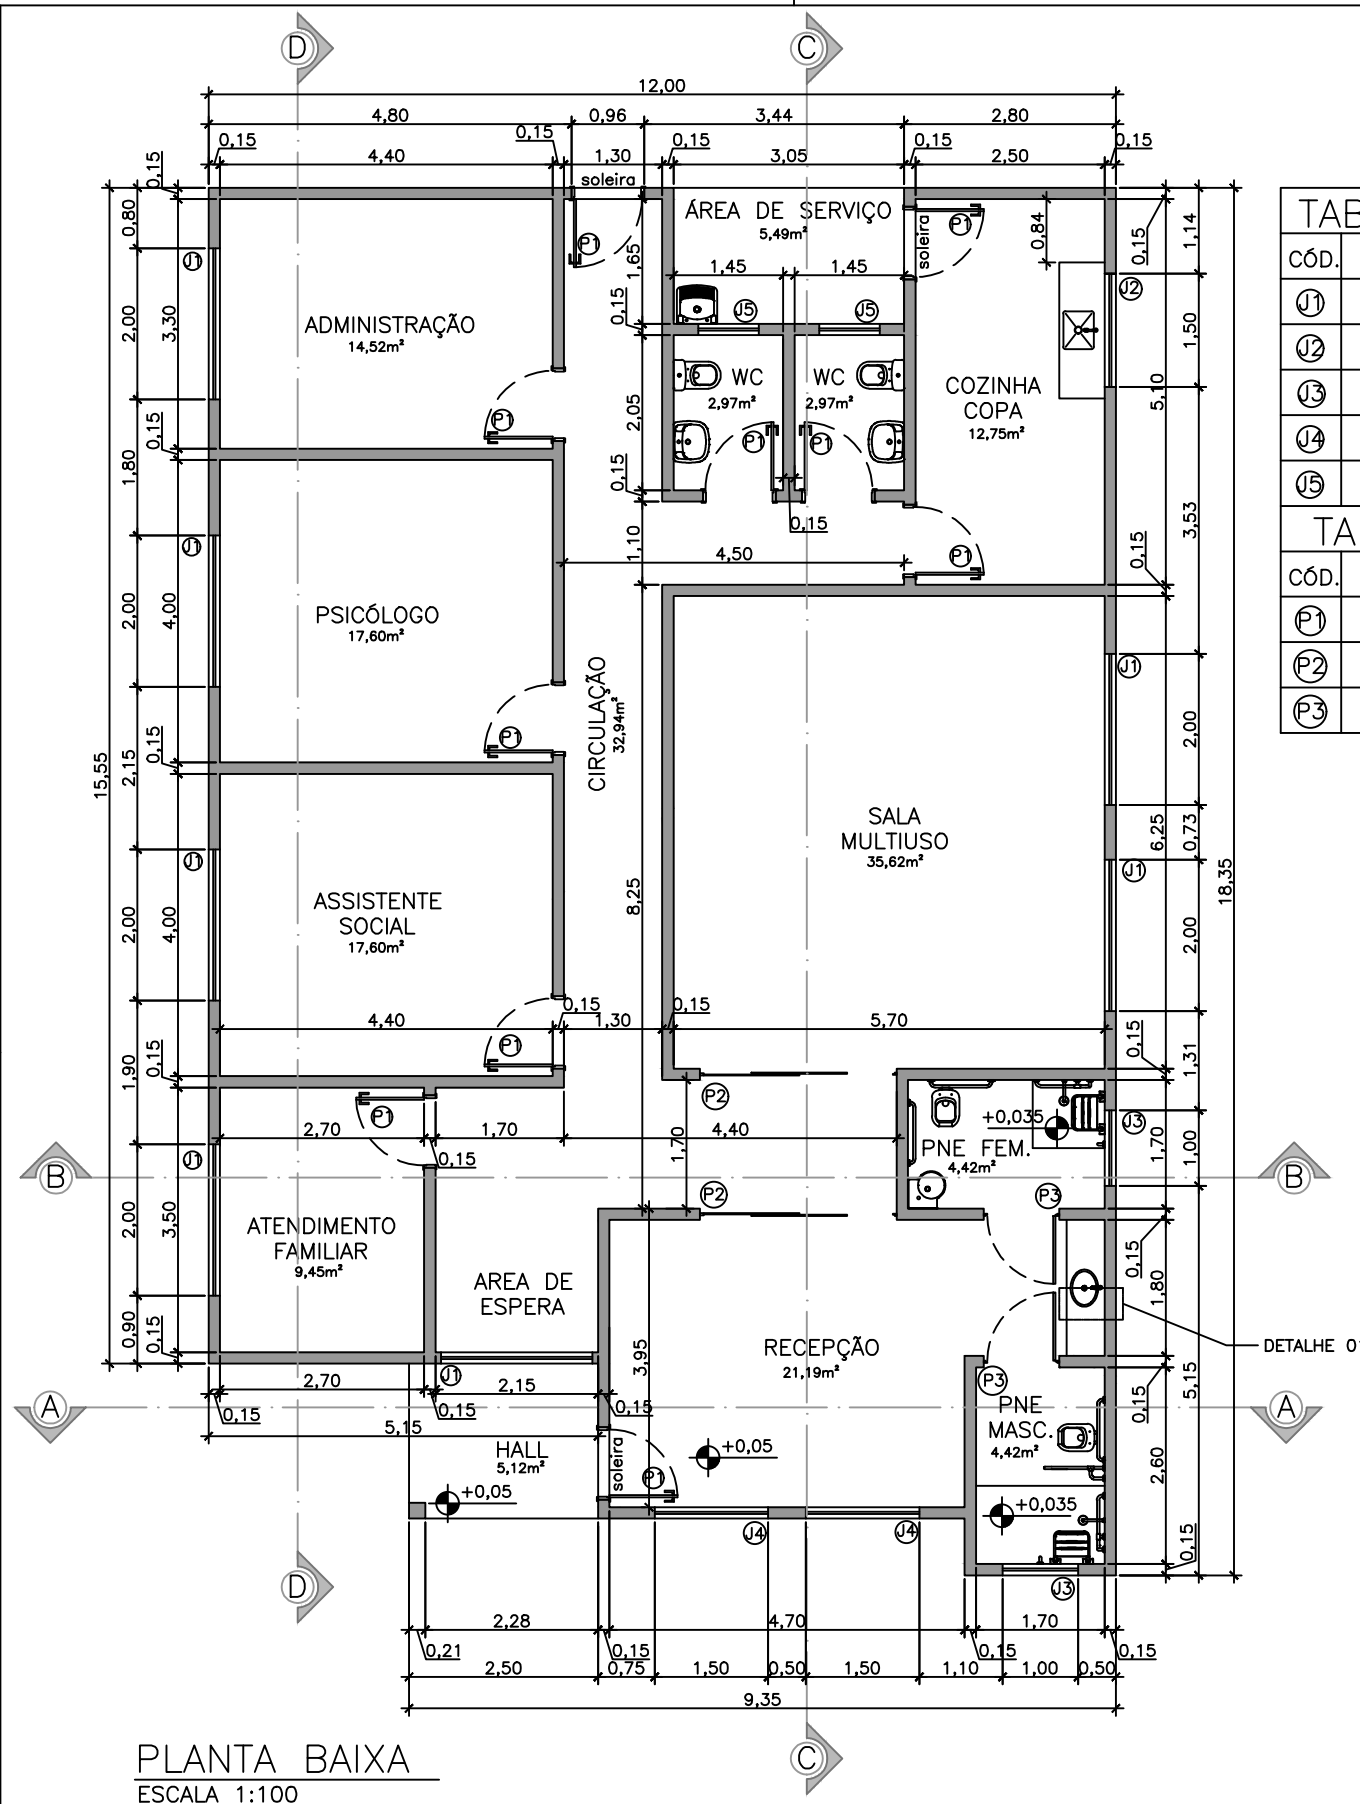 D
C
12,00
4,80
0,96
3,44
2,80
0,15
0,15
0,15
0,15
0,15
4,40
1,30
3,05
2,50
soleira
0,15
0,80
J1
2,00
3,30
ADMINISTRAÇÃO
14,52m²
P1
P1
ÁREA DE SERVIÇO
5,49m²
1,65
1,45
1,45
0,15
J5
J5
soleira
P1
0,84
0,15
1,14
J2
1,50
5,10
TAB
CÓD.
J1
J2
J3
J4
J5
TA
CÓD.
P1
P2
P3
WC
2,97m²
WC
2,97m²
2,05
P1
P1
COZINHA
COPA
12,75m²
0,15
1,80
0,15
0,15
1,10
4,50
P1
3,53
0,15
J1
2,00
4,00
PSICÓLOGO
17,60m²
P1
CIRCULAÇÃO
32,94m²
J1
2,00
15,55
2,15
0,15
SALA
MULTIUSO
35,62m²
6,25
0,73
J1
18,35
J1
2,00
4,00
ASSISTENTE
SOCIAL
17,60m²
8,25
2,00
4,40
0,15
1,30
0,15
5,70
P1
1,90
0,15
0,15
1,31
P1
P2
2,70
1,70
4,40
0,15
1,70
+0,035
PNE FEM.
4,42m²
J3
1,70
1,00
B
J1
B
P2
P3
2,00
3,50
ATENDIMENTO
FAMILIAR
9,45m²
AREA DE
ESPERA
0,15
1,80
0,90
0,15
J1
3,95
RECEPÇÃO
21,19m²
DETALHE 01
P3
2,70
2,15
0,15
0,15
0,15
5,15
A
PNE
MASC.
4,42m²
0,15
5,15
A
HALL
5,12m²
soleira
P1
+0,05
+0,05
2,60
+0,035
J4
J4
0,15
J3
D
2,28
4,70
1,70
0,21
0,15
0,15
0,15
2,50
0,75
1,50
0,50
1,50
1,10
1,00
0,50
9,35
C
PLANTA BAIXA
ESCALA 1:100